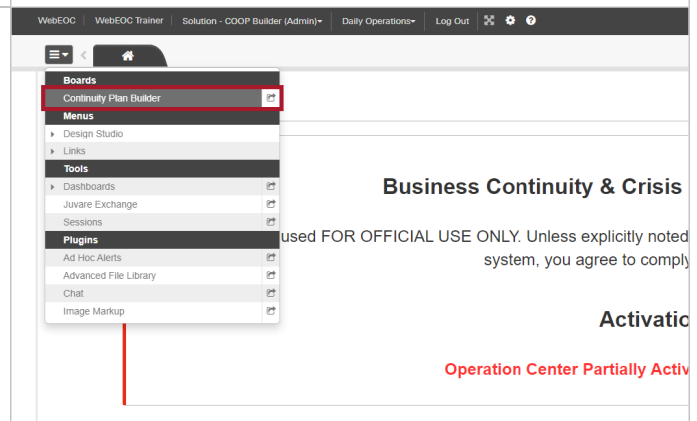 WebEOC WebEOC Trainer Solution - COOP Builder (Admin) Daily Operations Log Out
Boards
Continuity Plan Builder
Menus
Design Studio
Links
Tools
Dashboards
Juvare Exchange
Sessions
Plugins
Ad Hoc Alerts
Advanced File Library
Chat
Image Markup
Business Continuity & Crisis
used FOR OFFICIAL USE ONLY. Unless explicitly noted
system, you agree to comply
Activatio
Operation Center Partially Activ